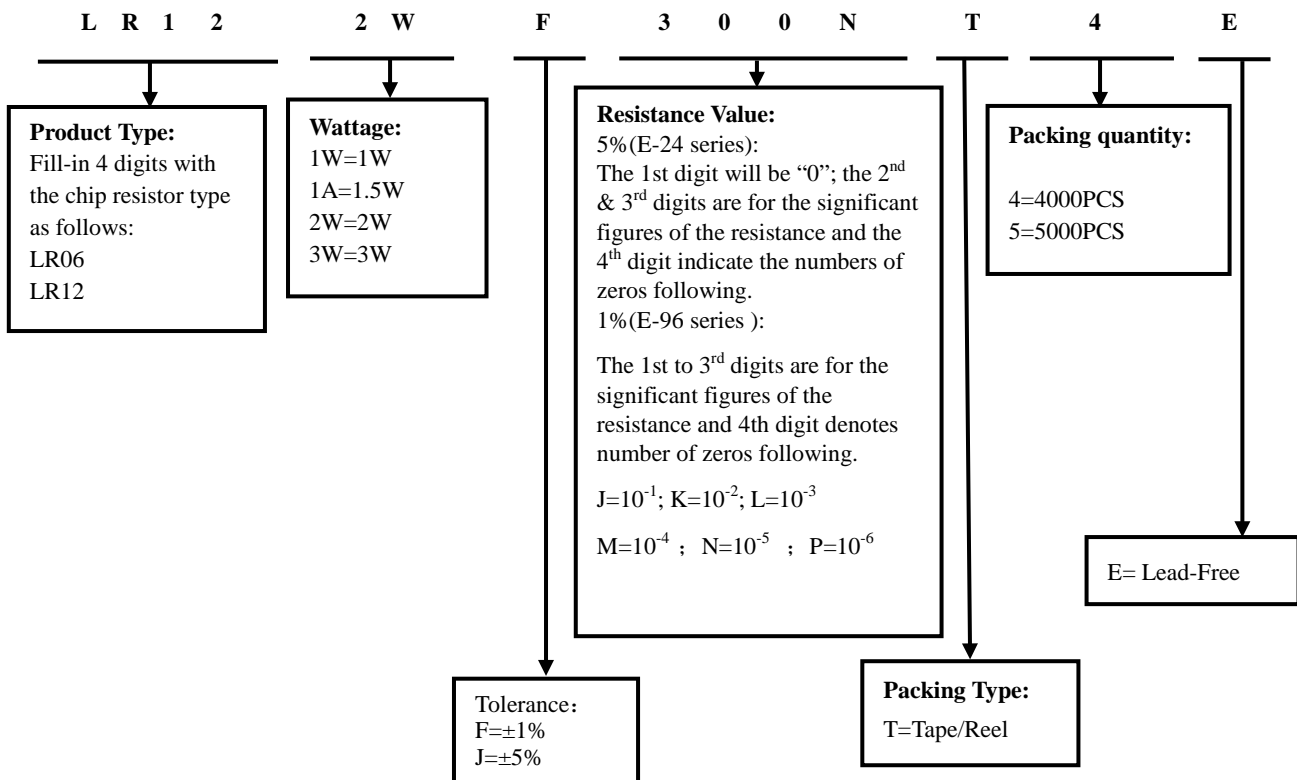 L R 1 2 2 W F 3 0 0 N T 4 E
Product Type:
Fill-in 4 digits with
the chip resistor type
as follows:
LR06
LR12
Wattage:
1W=1W
1A=1.5W
2W=2W
3W=3W
Resistance Value:
5%(E-24 series):
The 1st digit will be “0”; the 2nd
& 3rd digits are for the significant
figures of the resistance and the
4th digit indicate the numbers of
zeros following.
1%(E-96 series ):
The 1st to 3rd digits are for the
significant figures of the
resistance and 4th digit denotes
number of zeros following.
J=10-1; K=10-2; L=10-3
M=10-4 ; N=10-5 ; P=10-6
Packing quantity:
4=4000PCS
5=5000PCS
E= Lead-Free
Tolerance:
F=±1%
J=±5%
Packing Type:
T=Tape/Reel